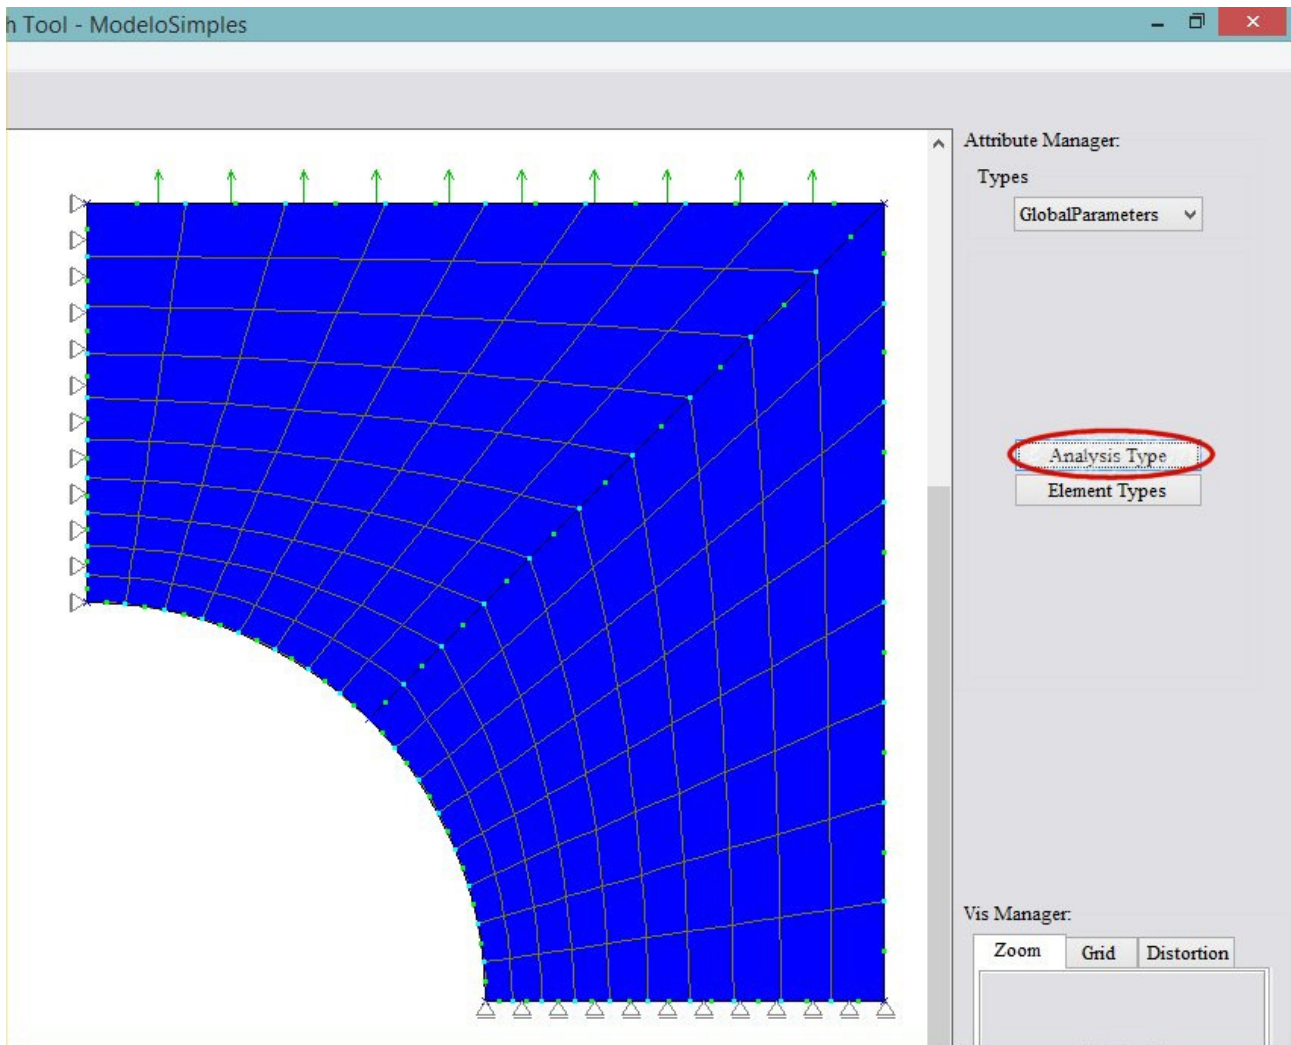 h Tool - ModeloSimples
Attribute Manager:
Types
GlobalParameters
Analysis Type
Element Types
Vis Manager:
Zoom Grid Distortion